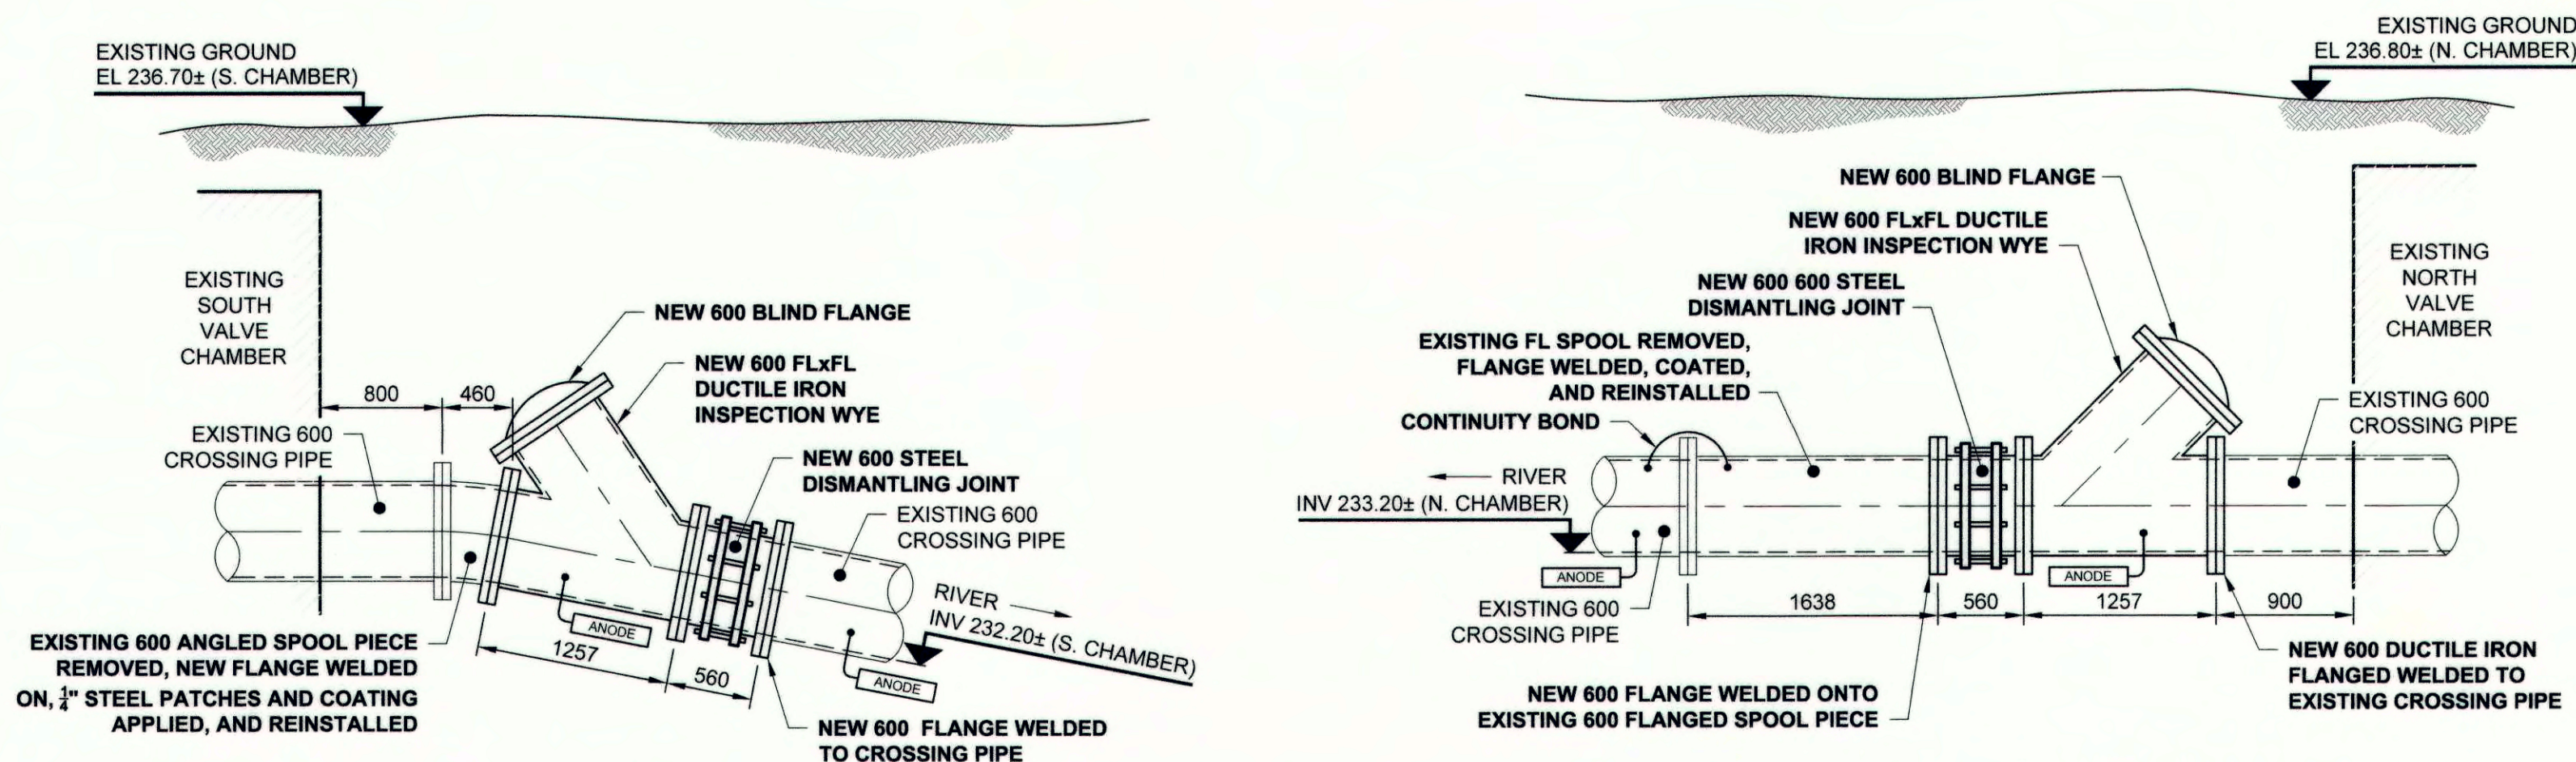 EXISTING GROUND
EL 236.70± (S. CHAMBER)
EXISTING
SOUTH
VALVE
CHAMBER
800
460
EXISTING 600
CROSSING PIPE
NEW 600 BLIND FLANGE
NEW 600 FLxFL
DUCTILE IRON
INSPECTION WYE
NEW 600 STEEL
DISMANTLING JOINT
EXISTING 600
CROSSING PIPE
RIVER
INV 232.20± (S. CHAMBER)
ANODE
ANODE
1257
560
EXISTING 600 ANGLED SPOOL PIECE
REMOVED, NEW FLANGE WELDED
ON, 1/4" STEEL PATCHES AND COATING
APPLIED, AND REINSTALLED
NEW 600 FLANGE WELDED
TO CROSSING PIPE
EXISTING GROUND
EL 236.80± (N. CHAMBER)
NEW 600 BLIND FLANGE
NEW 600 FLxFL DUCTILE
IRON INSPECTION WYE
NEW 600 600 STEEL
DISMANTLING JOINT
EXISTING FL SPOOL REMOVED,
FLANGE WELDED, COATED,
AND REINSTALLED
CONTINUITY BOND
EXISTING
NORTH
VALVE
CHAMBER
EXISTING 600
CROSSING PIPE
RIVER
INV 233.20± (N. CHAMBER)
ANODE
ANODE
EXISTING 600
CROSSING PIPE
1638
560
1257
900
NEW 600 FLANGE WELDED ONTO
EXISTING 600 FLANGED SPOOL PIECE
NEW 600 DUCTILE IRON
FLANGED WELDED TO
EXISTING CROSSING PIPE